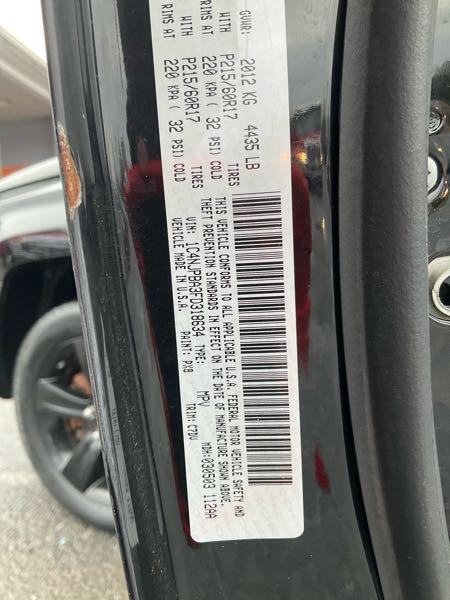 GVWR: 2012 KG 4435 LB
WITH P215/60R17 TIRES
RIMS AT 220 KPA ( 32 PSI) COLD
WITH P215/60R17 TIRES
RIMS AT 220 KPA ( 32 PSI) COLD
THIS VEHICLE CONFORMS TO ALL APPLICABLE U.S.A. FEDERAL MOTOR VEHICLE SAFETY AND
THEFT PREVENTION STANDARDS IN EFFECT ON THE DATE OF MANUFACTURE SHOWN ABOVE.
VIN: 1C4NJPBA3FD318634 TYPE: MPV MDH:030503 112AA
VEHICLE MADE IN U.S.A. PAINT: PXB TRIM:C7DV